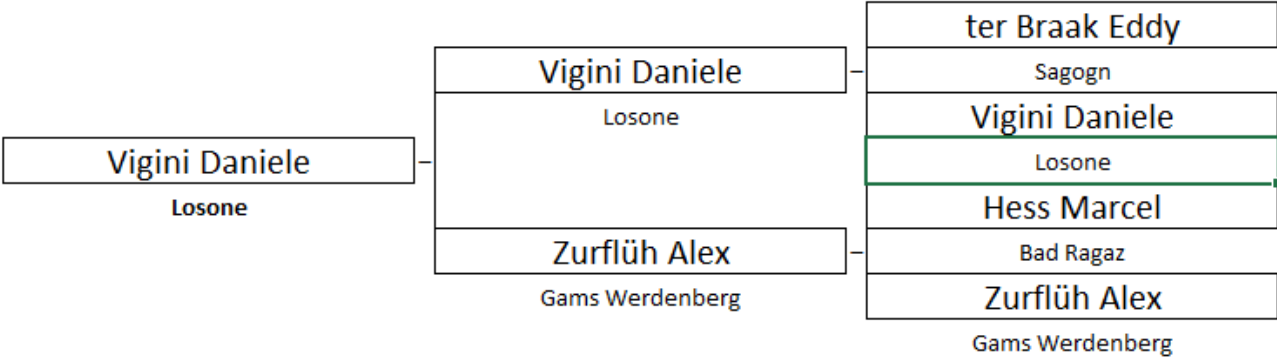 ter Braak Eddy
Vigini Daniele
Sagogn
Losone
Vigini Daniele
Vigini Daniele
Losone
Losone
Hess Marcel
Zurflüh Alex
Bad Ragaz
Gams Werdenberg
Zurflüh Alex
Gams Werdenberg